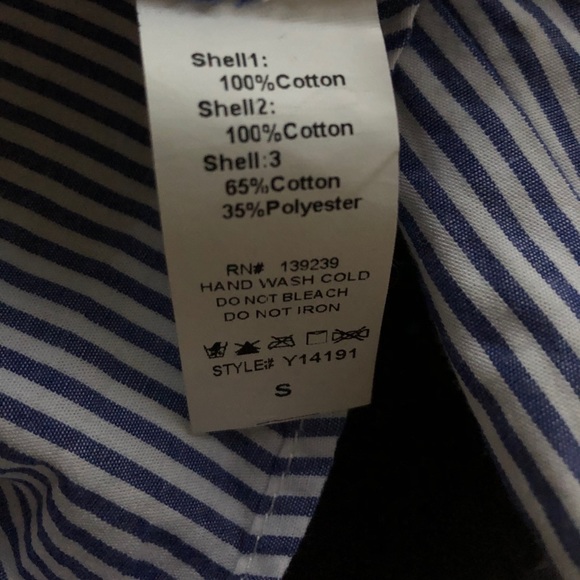 Shell1:
100%Cotton
Shell2:
100%Cotton
Shell:3
65%Cotton
35%Polyester
RN# 139239
HAND WASH COLD
DO NOT BLEACH
DO NOT IRON
STYLE# Y14191
S